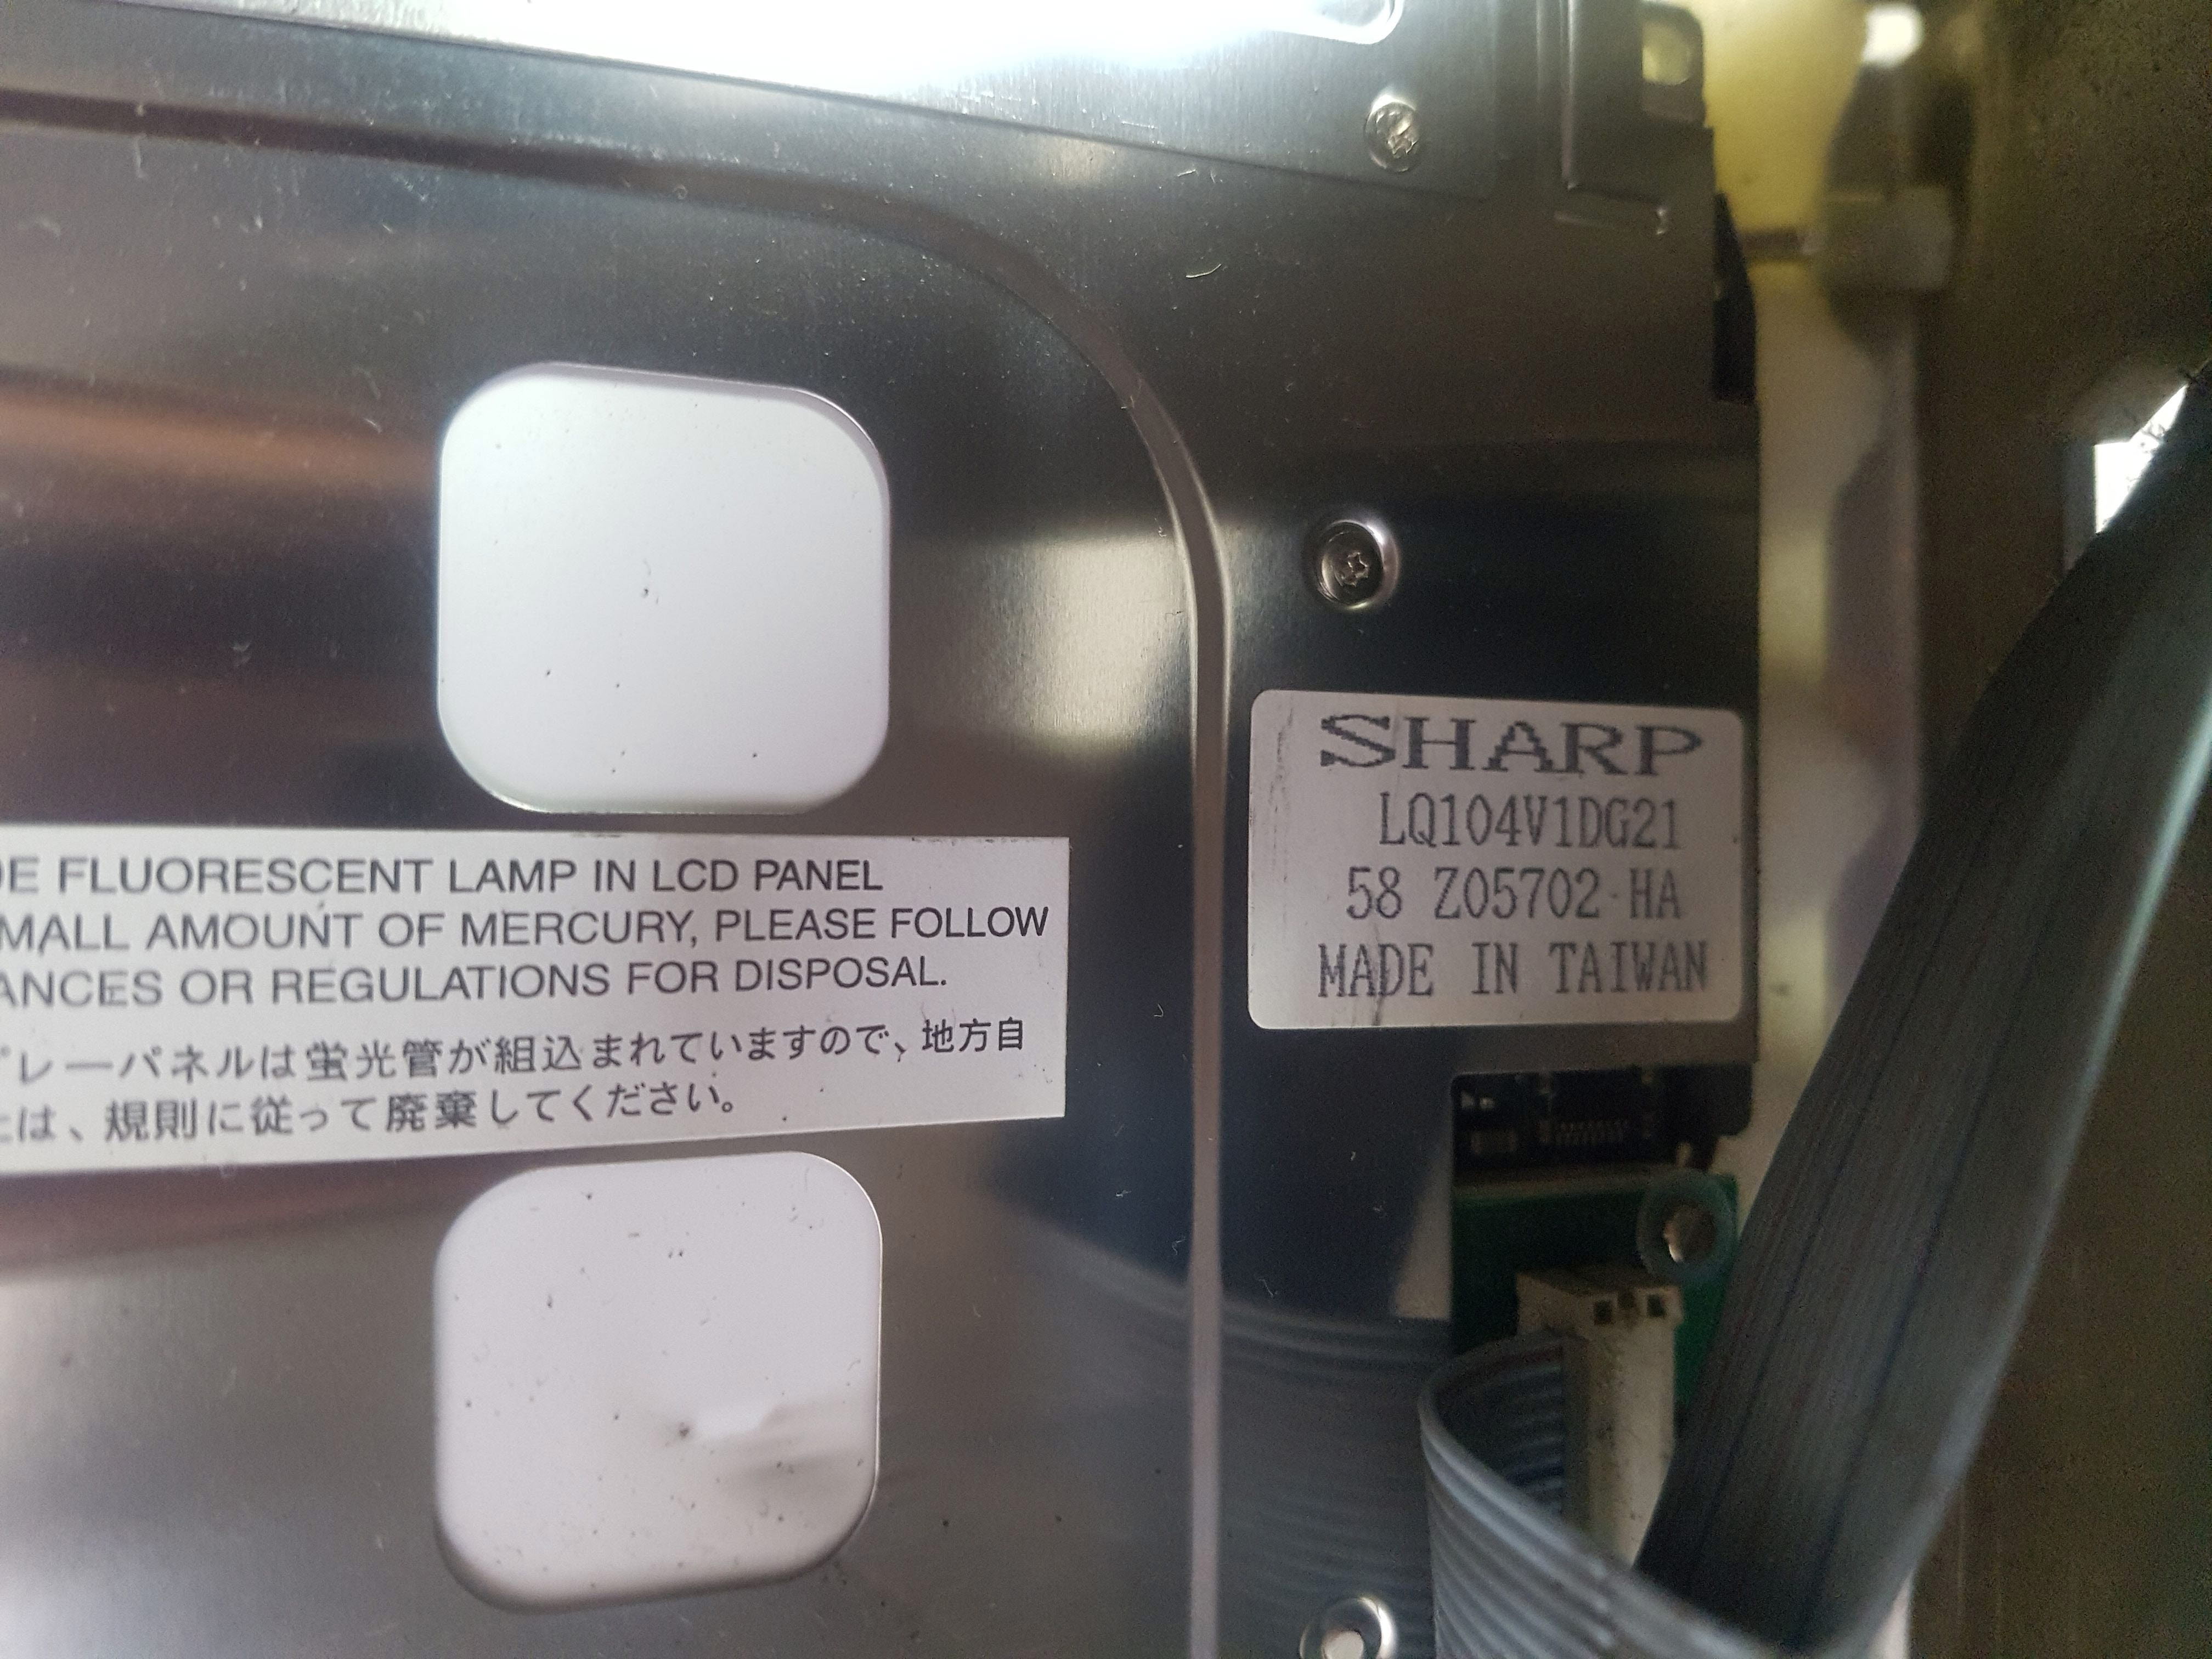 FLUORESCENT LAMP IN LCD PANEL
AMOUNT OF MERCURY, PLEASE FOLLOW
OR REGULATIONS FOR DISPOSAL.
レーパネルは蛍光管が組込まれていますので、地方自
は、規則に従って廃棄してください。
SHARP
LQ104V1DG21
58 Z05702-HA
MADE IN TAIWAN